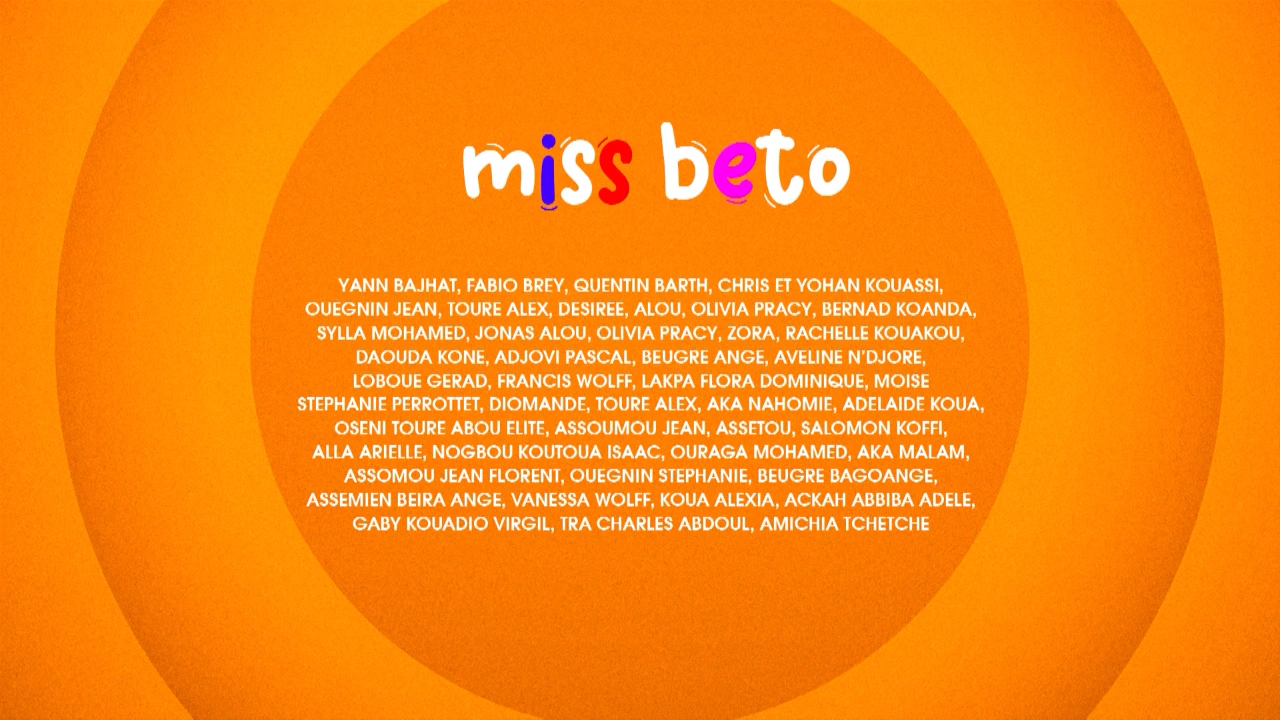 miss beto
YANN BAJHAT, FABIO BREY, QUENTIN BARTH, CHRIS ET YOHAN KOUASSI,
OUEGNIN JEAN, TOURE ALEX, DESIREE, ALOU, OLIVIA PRACY, BERNAD KOANDA,
SYLLA MOHAMED, JONAS ALOU, OLIVIA PRACY, ZORA, RACHELLE KOUAKOU,
DAOUDA KONE, ADJOVI PASCAL, BEUGRE ANGE, AVELINE N'DJORE,
LOBOUE GERAD, FRANCIS WOLFF, LAKPA FLORA DOMINIQUE, MOISE
STEPHANIE PERROTTET, DIOMANDE, TOURE ALEX, AKA NAHOMIE, ADELAIDE KOUA,
OSENI TOURE ABOU ELITE, ASSOUMOU JEAN, ASSETOU, SALOMON KOFFI,
ALLA ARIELLE, NOGBOU KOUTOUA ISAAC, OURAGA MOHAMED, AKA MALAM,
ASSOMOU JEAN FLORENT, OUEGNIN STEPHANIE, BEUGRE BAGOANGE,
ASSEMIEN BEIRA ANGE, VANESSA WOLFF, KOUA ALEXIA, ACKAH ABBIBA ADELE,
GABY KOUADIO VIRGIL, TRA CHARLES ABDOUL, AMICHIA TCHETCHE